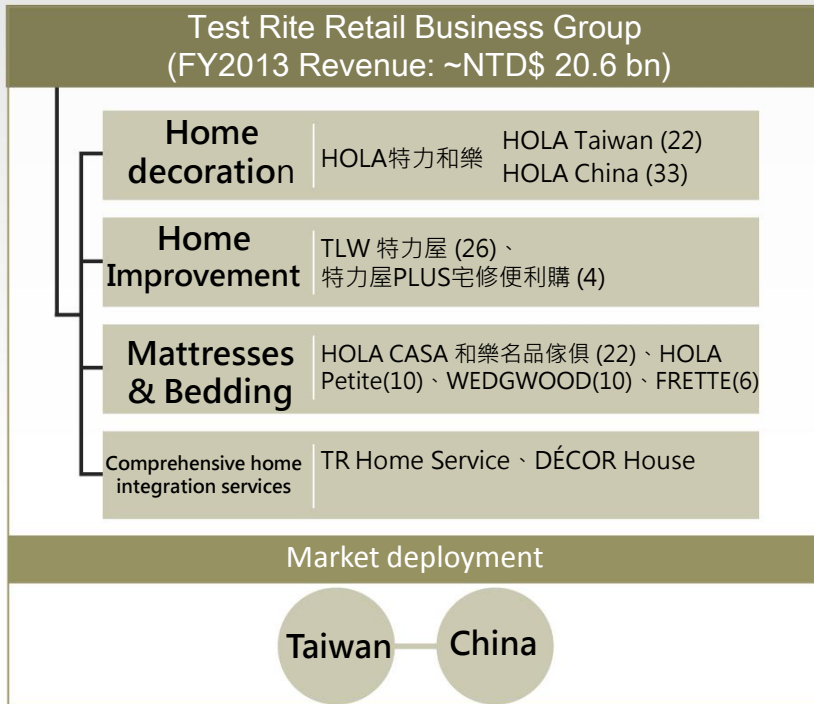 Test Rite Retail Business Group
(FY2013 Revenue: ~NTD$ 20.6 bn)
Home
decoration
HOLA特力和樂
HOLA Taiwan (22)
HOLA China (33)
Home
Improvement
TLW 特力屋 (26)、
特力屋PLUS宅修便利購 (4)
Mattresses
& Bedding
HOLA CASA 和樂名品傢俱 (22)、HOLA
Petite(10)、WEDGWOOD(10)、FRETTE(6)
Comprehensive home
integration services
TR Home Service、DÉCOR House
Market deployment
Taiwan
China